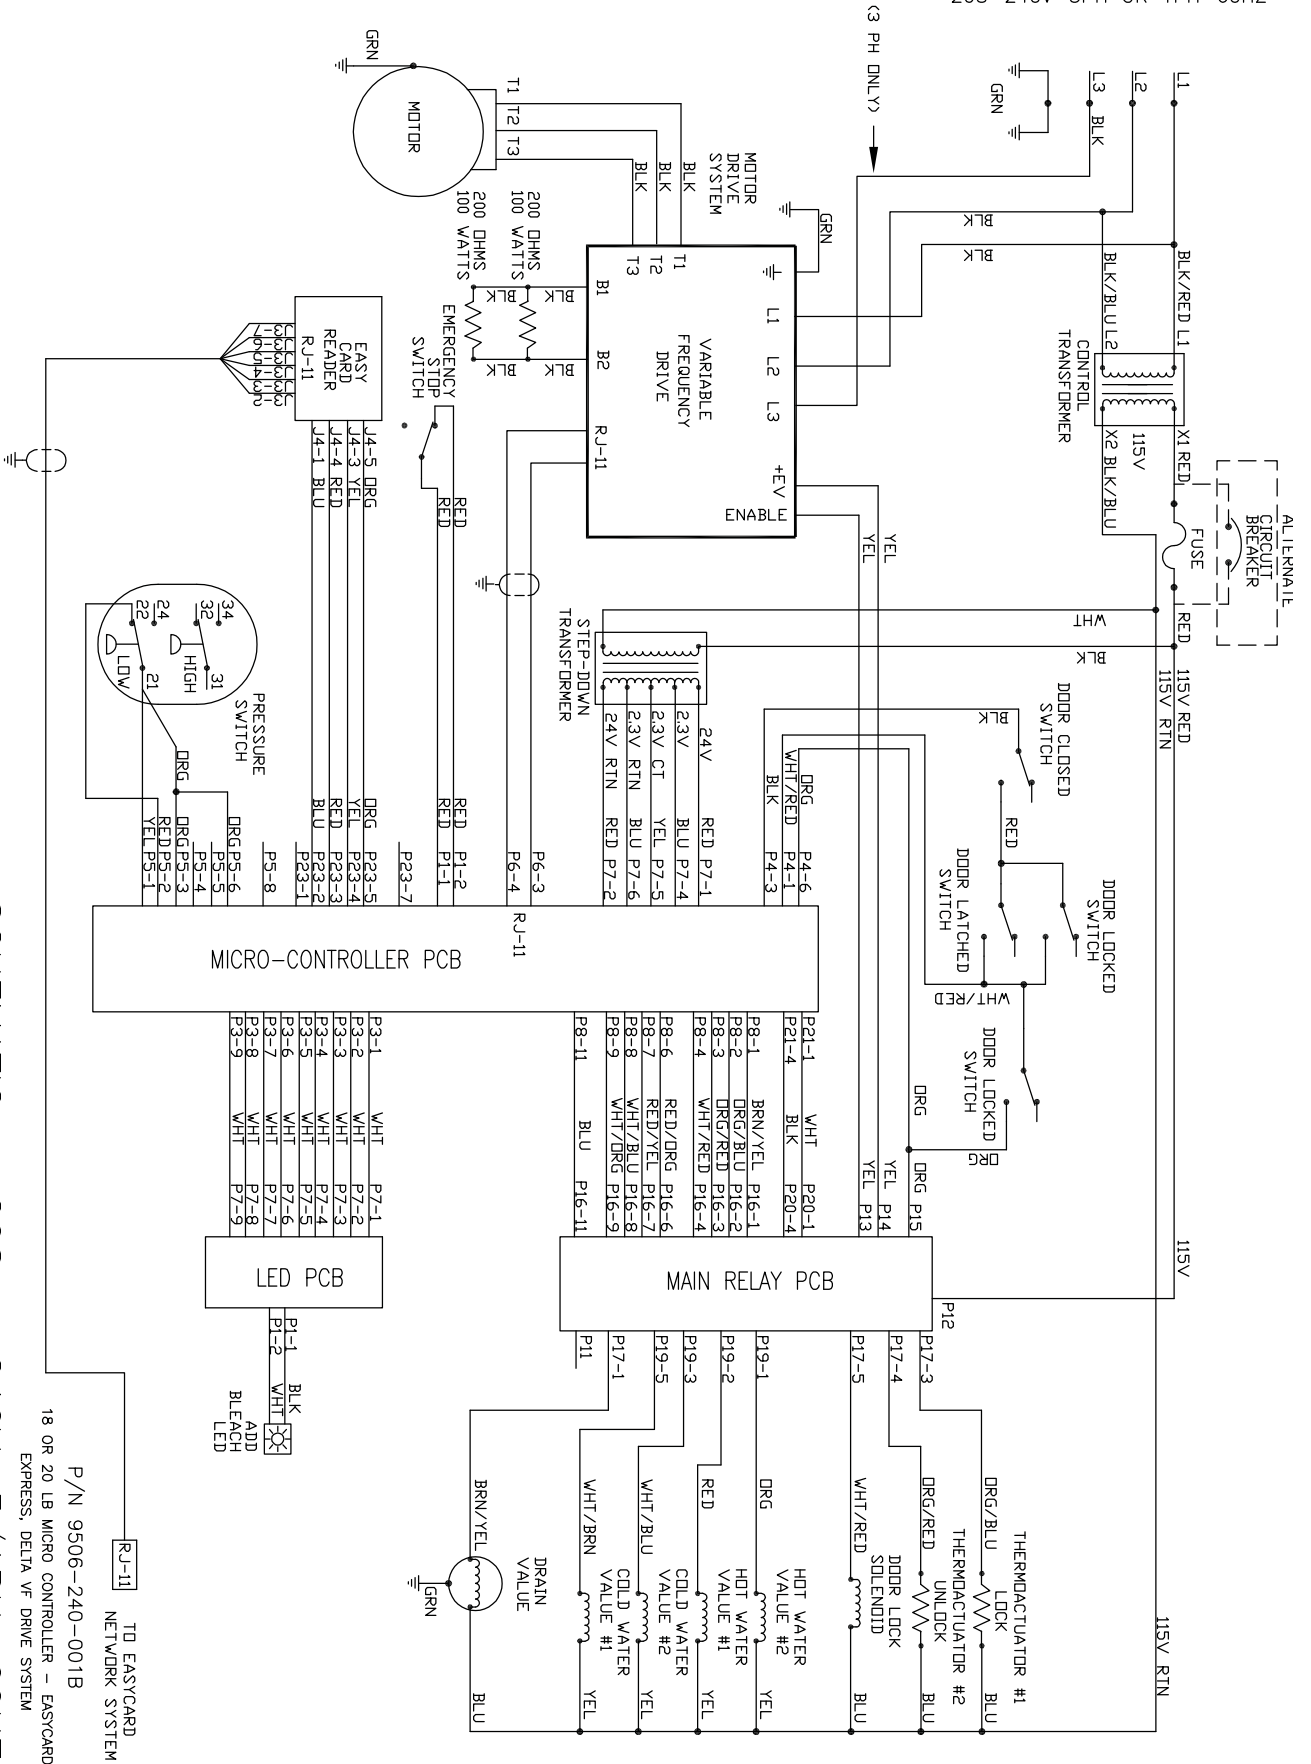 (3 PH ONLY)
L1
L2
L3
BLK
GRN
BLK
BLK
BLK/RED L1
BLK/BLU L2
CONTROL
TRANSFORMER
X1 RED
115V
X2 BLK/BLU
ALTERNATE
CIRCUIT
BREAKER
FUSE
RED
WHT
BLK
115V RED
115V RTN
115V
115V RTN
GRN
MOTOR
T1
T2
T3
BLK
BLK
BLK
MOTOR
DRIVE
SYSTEM
GRN
T1
T2
T3
L1
L2
L3
VARIABLE
FREQUENCY
DRIVE
B1
B2
RJ-11
+EV
ENABLE
YEL
YEL
200 OHMS
100 WATTS
200 OHMS
100 WATTS
BLK
BLK
BLK
BLK
EMERGENCY
STOP
SWITCH
RED
RED
EASY
CARD
READER
RJ-11
J3-7
J3-6
J3-5
J3-4
J3-3
J3-2
J4-5 ORG
J4-3 YEL
J4-4 RED
J4-1 BLU
STEP-DOWN
TRANSFORMER
24V
2.3V
2.3V CT
2.3V RTN
24V RTN
RED P7-1
BLU P7-4
YEL P7-5
BLU P7-6
RED P7-2
DOOR CLOSED
SWITCH
BLK
RED
DOOR LOCKED
SWITCH
DOOR LATCHED
SWITCH
WHT/RED
DOOR LOCKED
SWITCH
ORG
ORG
WHT/RED
BLK
P4-6
P4-1
P4-3
PRESSURE
SWITCH
34
32
31
HIGH
24
22
21
LOW
ORG
ORG P5-6
P5-5
P5-4
ORG P5-3
RED P5-2
YEL P5-1
P5-8
ORG P23-5
YEL P23-4
RED P23-3
BLU P23-2
P23-1
P23-7
RED P1-2
RED P1-1
P6-3
P6-4
RJ-11
MICRO-CONTROLLER PCB
P21-1 WHT P20-1
P21-4 BLK P20-4
P8-1 BRN/YEL P16-1
P8-2 ORG/BLU P16-2
P8-3 ORG/RED P16-3
P8-4 WHT/RED P16-4
P8-6 RED/ORG P16-6
P8-7 RED/YEL P16-7
P8-8 WHT/BLU P16-8
P8-9 WHT/ORG P16-9
P8-11 BLU P16-11
ORG
ORG P15
YEL P14
YEL P13
P3-1 WHT P7-1
P3-2 WHT P7-2
P3-3 WHT P7-3
P3-4 WHT P7-4
P3-5 WHT P7-5
P3-6 WHT P7-6
P3-7 WHT P7-7
P3-8 WHT P7-8
P3-9 WHT P7-9
MAIN RELAY PCB
P12
LED PCB
P1-1 BLK
P1-2 WHT
ADD
BLEACH
LED
P17-3
P17-4
P17-5
P19-1
P19-2
P19-3
P19-5
P17-1
P11
THERMOACTUATOR #1
LOCK
ORG/BLU
BLU
THERMOACTUATOR #2
UNLOCK
ORG/RED
BLU
DOOR LOCK
SOLENOID
WHT/RED
BLU
HOT WATER
VALUE #2
ORG
YEL
HOT WATER
VALUE #1
RED
YEL
COLD WATER
VALUE #2
WHT/BLU
YEL
COLD WATER
VALUE #1
WHT/BRN
YEL
DRAIN
VALUE
BRN/YEL
GRN
BLU
RJ-11
TO EASYCARD
NETWORK SYSTEM
P/N 9506-240-001B
18 OR 20 LB MICRO CONTROLLER - EASYCARD
EXPRESS, DELTA VF DRIVE SYSTEM